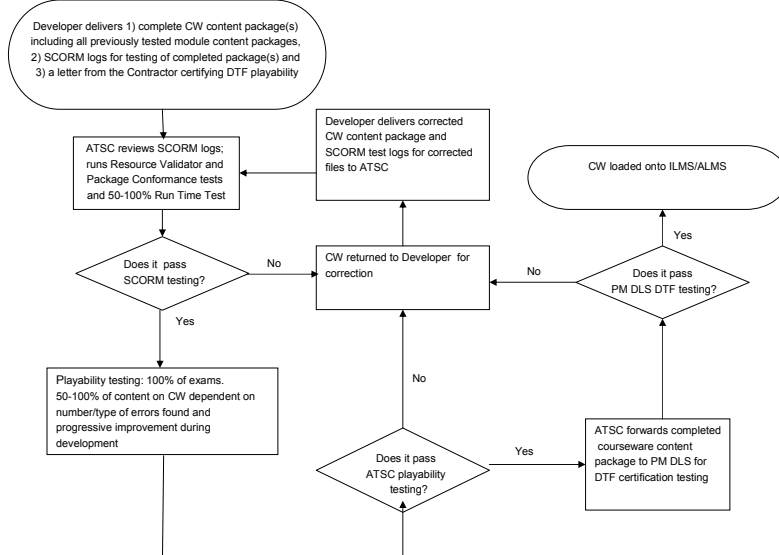 Developer delivers 1) complete CW content package(s)
including all previously tested module content packages,
2) SCORM logs for testing of completed package(s) and
3) a letter from the Contractor certifying DTF playability
ATSC reviews SCORM logs;
runs Resource Validator and
Package Conformance tests
and 50-100% Run Time Test
Developer delivers corrected
CW content package and
SCORM test logs for corrected
files to ATSC
CW loaded onto ILMS/ALMS
Does it pass
SCORM testing?
No
CW returned to Developer for
correction
No
Does it pass
PM DLS DTF testing?
Yes
Yes
Playability testing: 100% of exams.
50-100% of content on CW dependent on
number/type of errors found and
progressive improvement during
development
No
Does it pass
ATSC playability
testing?
Yes
ATSC forwards completed
courseware content
package to PM DLS for
DTF certification testing